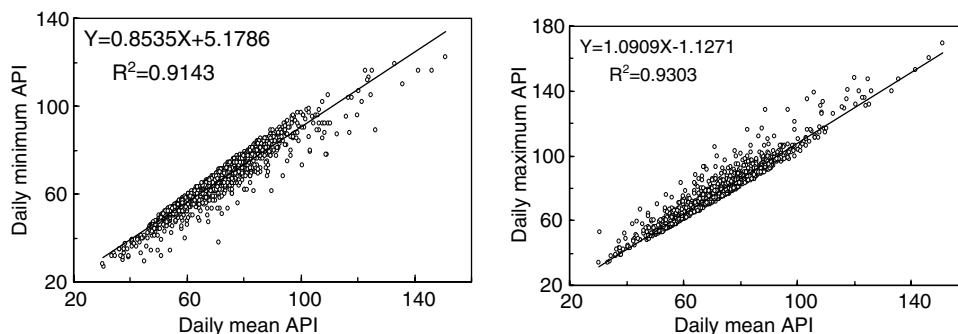 140
100
60
20
Daily minimum API
Y=0.8535X+5.1786
R²=0.9143
20 60 100 140
Daily mean API
180
140
100
60
20
Daily maximum API
Y=1.0909X-1.1271
R²=0.9303
20 60 100 140
Daily mean API